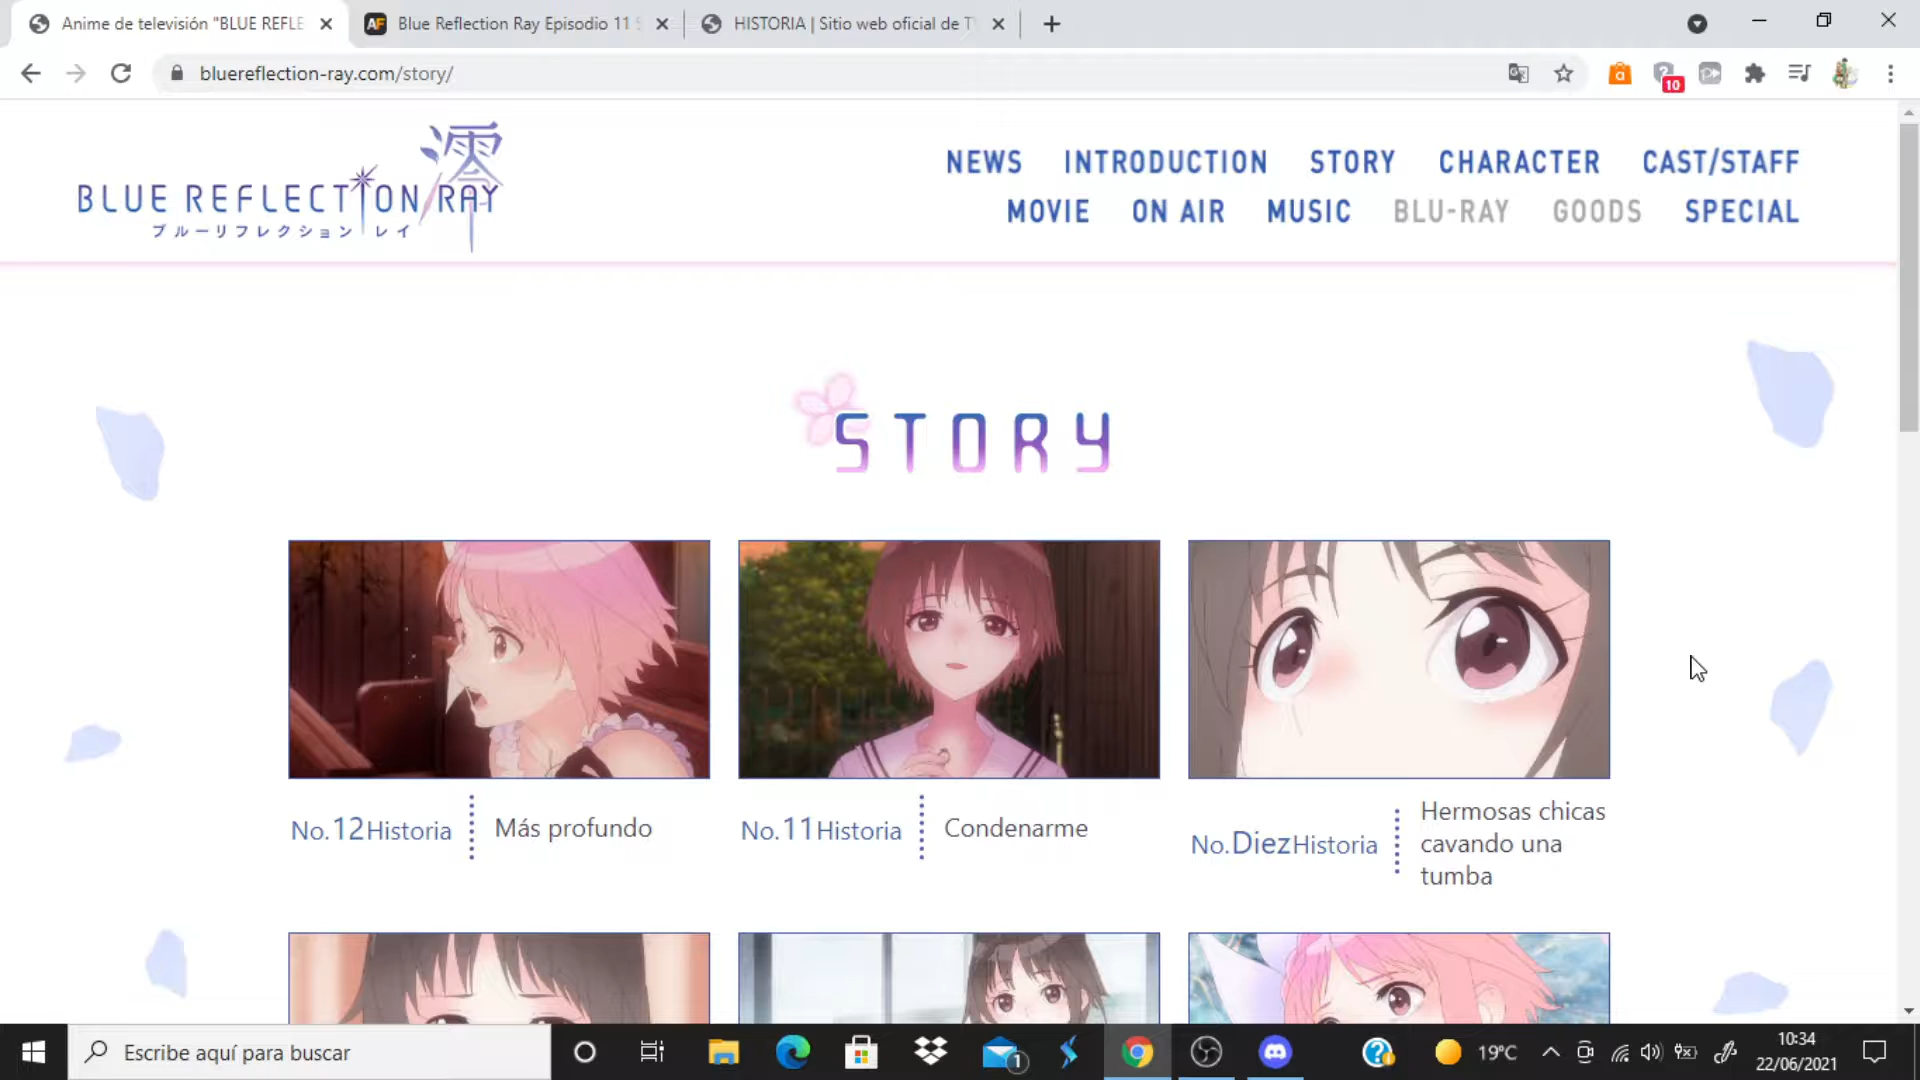 Anime de televisión "BLUE REFLE
Blue Reflection Ray Episodio 11
HISTORIA | Sitio web oficial de T
bluereflection-ray.com/story/
10
澪
BLUE REFLECTION RAY
ブルーリフレクション レイ
NEWS INTRODUCTION STORY CHARACTER CAST/STAFF
MOVIE ON AIR MUSIC BLU-RAY GOODS SPECIAL
STORY
No.12Historia
Más profundo
No.11Historia
Condenarme
No.DiezHistoria
Hermosas chicas
cavando una
tumba
Escribe aquí para buscar
1
19°C
10:34
22/06/2021